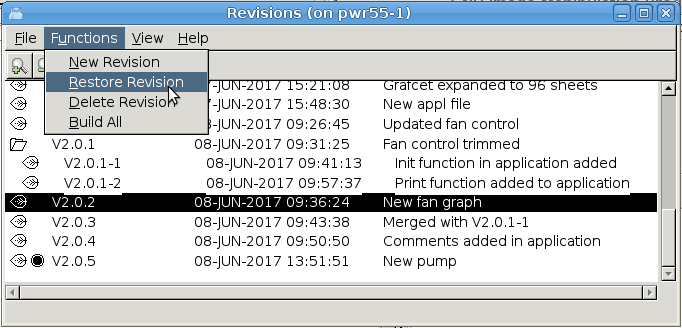 Revisions (on pwr55-1)
File Functions View Help
New Revision
Restore Revision
Delete Revision
Build All
-JUN-2017 15:21:08 Grafcet expanded to 96 sheets
-JUN-2017 15:48:30 New appl file
-JUN-2017 09:26:45 Updated fan control
V2.0.1 08-JUN-2017 09:31:25 Fan control trimmed
V2.0.1-1 08-JUN-2017 09:41:13 Init function in application added
V2.0.1-2 08-JUN-2017 09:57:37 Print function added to application
V2.0.2 08-JUN-2017 09:36:24 New fan graph
V2.0.3 08-JUN-2017 09:43:38 Merged with V2.0.1-1
V2.0.4 08-JUN-2017 09:50:50 Comments added in application
V2.0.5 08-JUN-2017 13:51:51 New pump